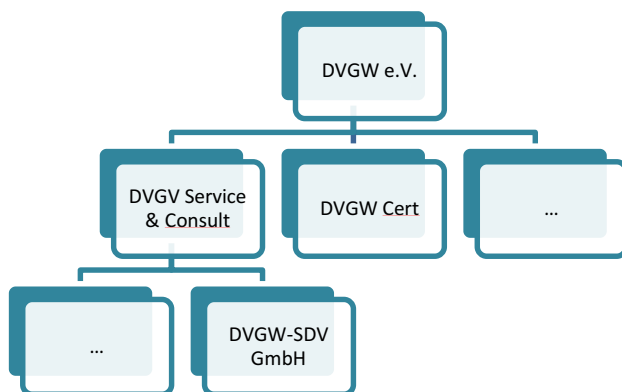 DVGW e.V.
DVGV Service
& Consult
DVGW Cert
...
...
DVGW-SDV
GmbH